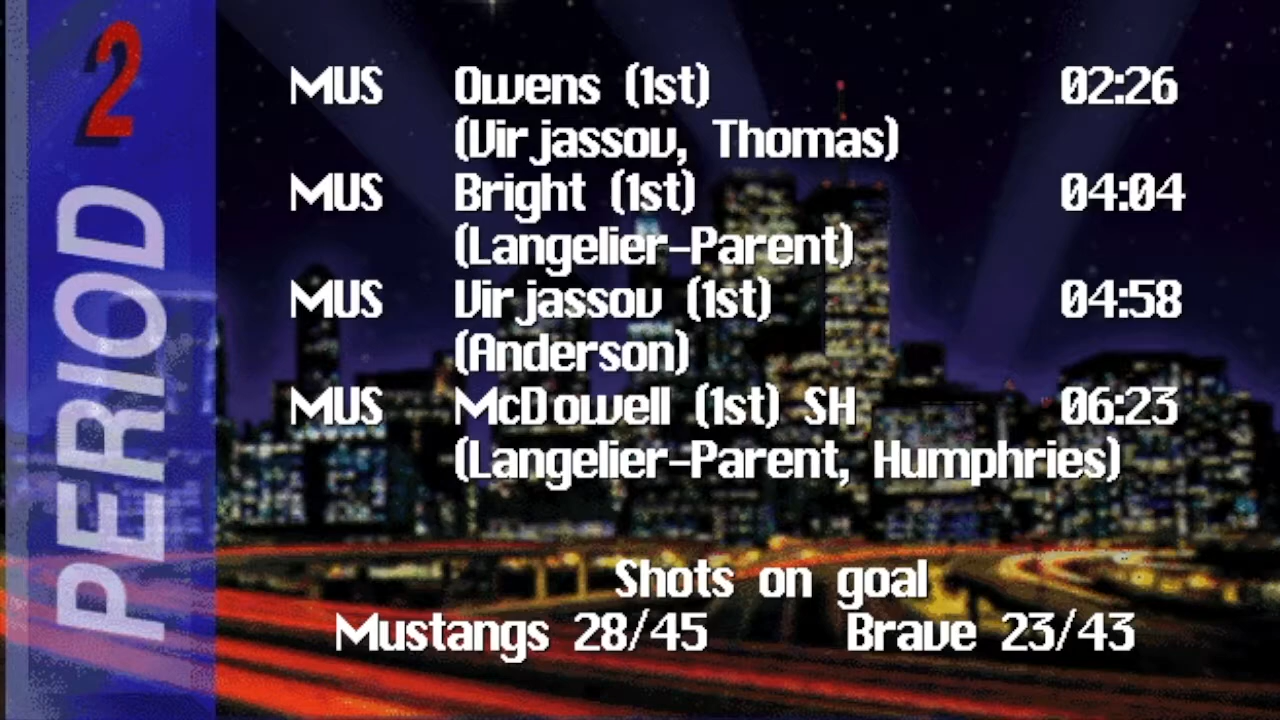 PERIOD 2
MUS Owens (1st) 02:26
(Virjassov, Thomas)
MUS Bright (1st) 04:04
(Langelier-Parent)
MUS Virjassov (1st) 04:58
(Anderson)
MUS McDowell (1st) SH 06:23
(Langelier-Parent, Humphries)
Shots on goal
Mustangs 28/45 Brave 23/43